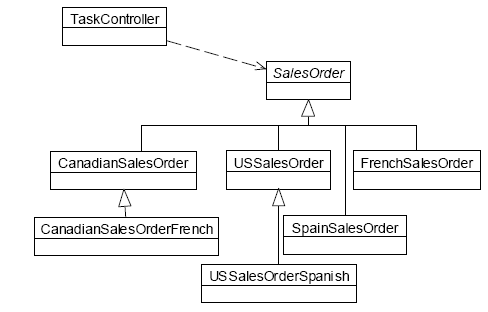 TaskController
SalesOrder
CanadianSalesOrder
USSalesOrder
FrenchSalesOrder
CanadianSalesOrderFrench
SpainSalesOrder
USSalesOrderSpanish